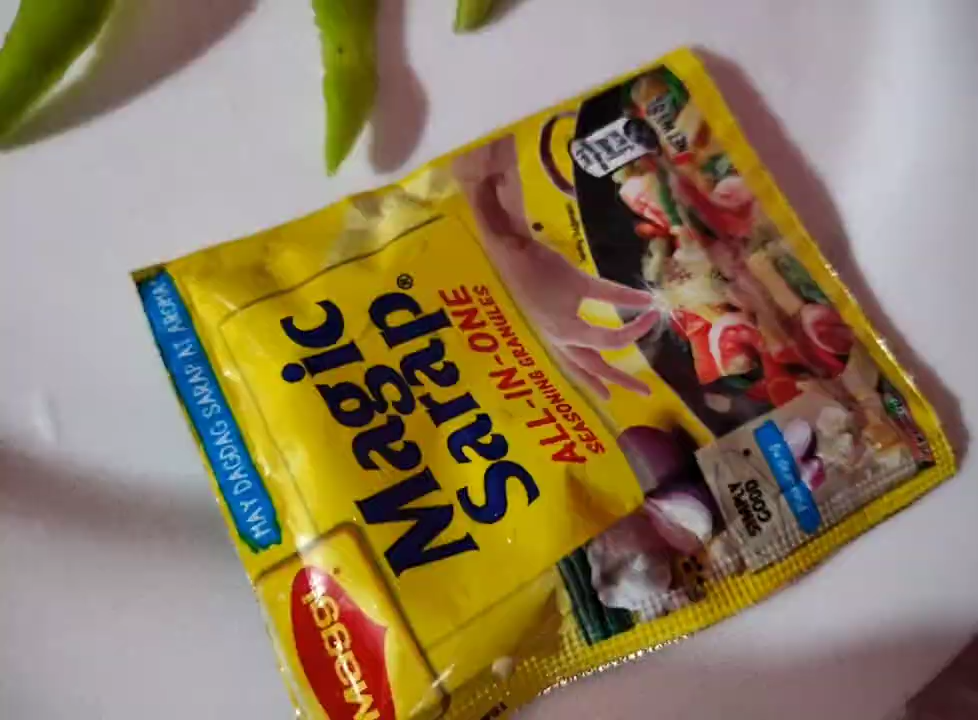 MAY DAGDAG SARAP AT AROMA
Maggi
Magic
Sarap®
ALL-IN-ONE
SEASONING GRANULES
SIMPLY
GOOD